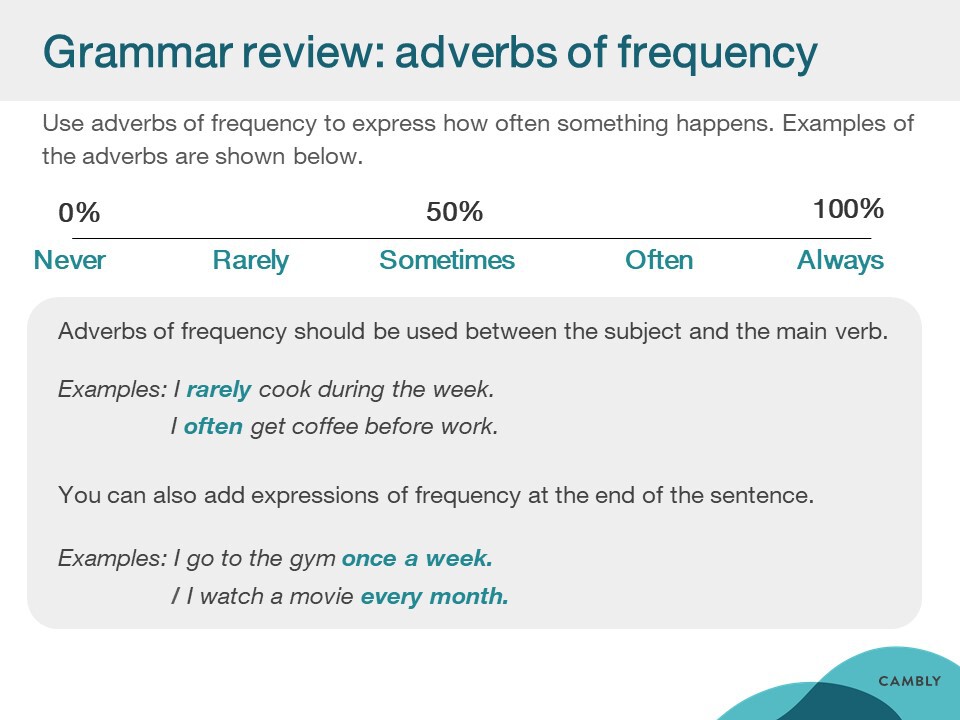 Grammar review: adverbs of frequency
Use adverbs of frequency to express how often something happens. Examples of
the adverbs are shown below.
0% 50% 100%
Never Rarely Sometimes Often Always
Adverbs of frequency should be used between the subject and the main verb.
Examples: I rarely cook during the week.
I often get coffee before work.
You can also add expressions of frequency at the end of the sentence.
Examples: I go to the gym once a week.
/ I watch a movie every month.
CAMBLY